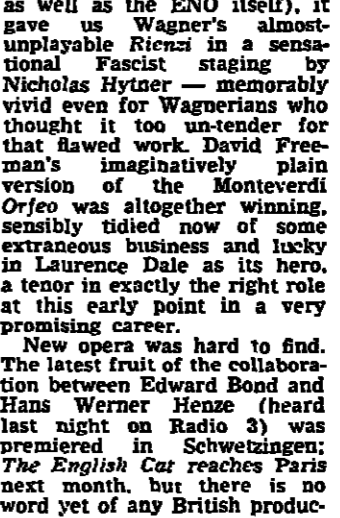 as well as the ENO itself), it
gave us Wagner's almost-
unplayable Rienzi in a sensa-
tional Fascist staging by
Nicholas Hytner — memorably
vivid even for Wagnerians who
thought it too un-tender for
that flawed work. David Free-
man's imaginatively plain
version of the Monteverdi
Orfeo was altogether winning,
sensibly tidied now of some
extraneous business and lucky
in Laurence Dale as its hero,
a tenor in exactly the right role
at this early point in a very
promising career.
New opera was hard to find.
The latest fruit of the collabora-
tion between Edward Bond and
Hans Werner Henze (heard
last night on Radio 3) was
premiered in Schwetzingen;
The English Cat reaches Paris
next month, but there is no
word yet of any British produc-